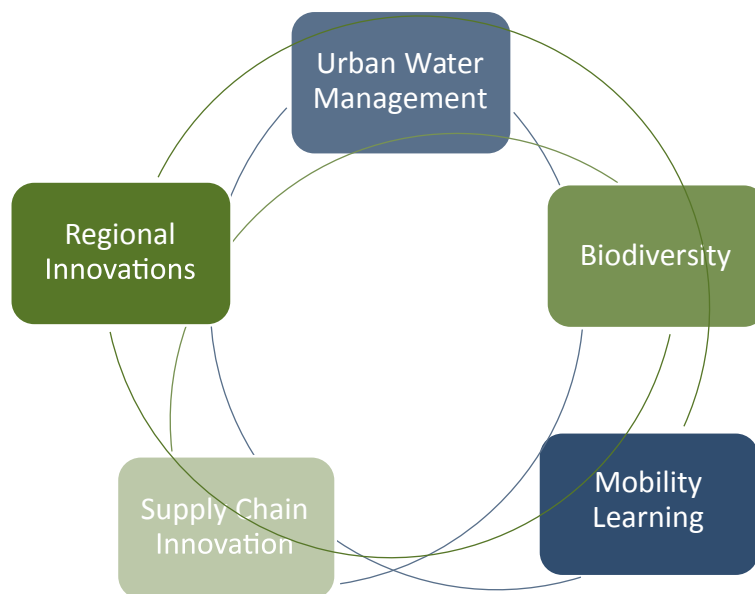 Urban Water
Management
Regional
Innovations
Biodiversity
Supply Chain
Innovation
Mobility
Learning